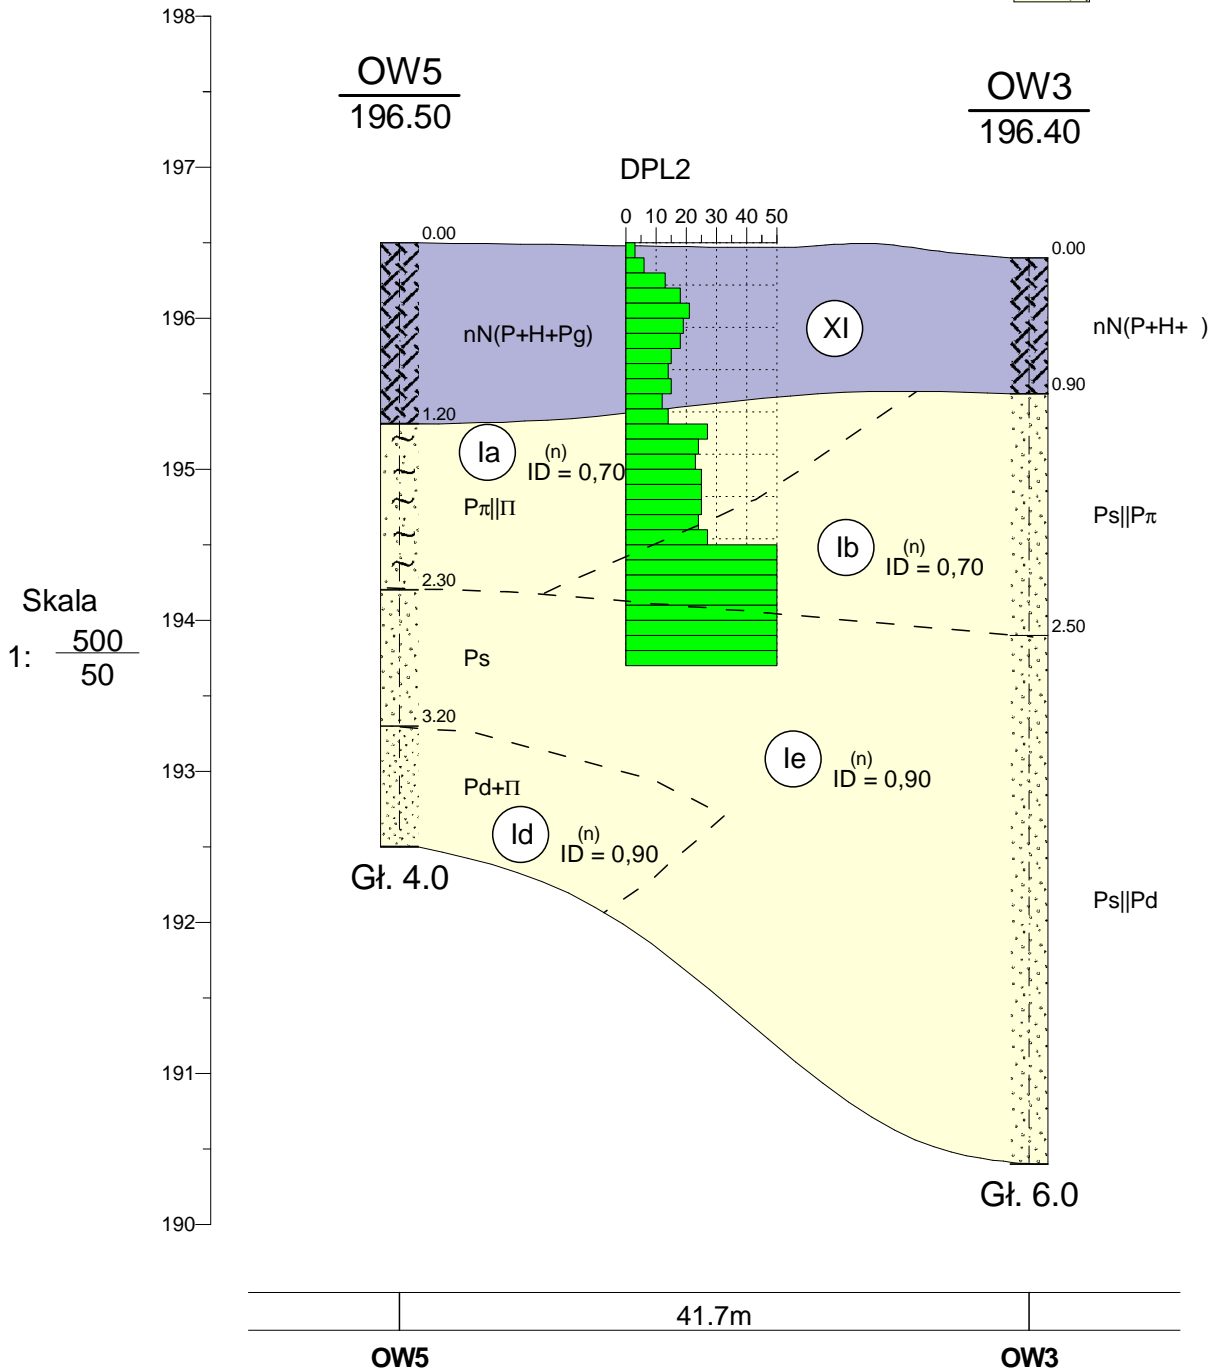 198
OW5
196.50
OW3
196.40
197
DPL2
0 10 20 30 40 50
0.00
0.00
196
nN(P+H+Pg)
XI
nN(P+H+ )
0.90
1.20
Ia
(n)
ID = 0,70
195
Pπ||Π
Ps||Pπ
Ib
(n)
ID = 0,70
2.30
Skala
1: 500
50
194
2.50
Ps
3.20
193
Ie
(n)
ID = 0,90
Pd+Π
Id
(n)
ID = 0,90
Gł. 4.0
192
Ps||Pd
191
Gł. 6.0
190
41.7m
OW5
OW3